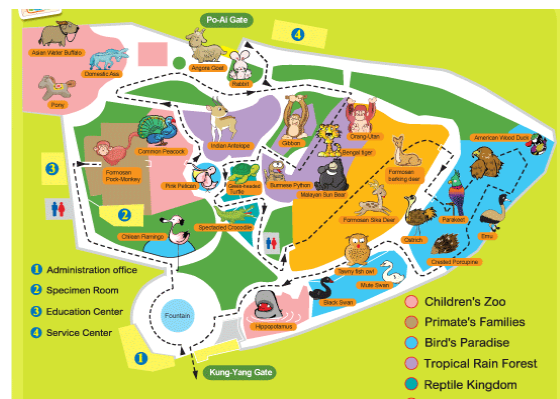 Po-Ai Gate
4
Asian Water Buffalo
Domestic Ass
Pony
Angora Goat
Rabbit
Common Peacock
Formosan
Rock-Monkey
Indian Antelope
Gibbon
Orang-Utan
Bengal tiger
American Wood Duck
Pink Pelican
Turtle
Burmese Python
Malayan Sun Bear
Formosan
barking deer
3
2
Chilean Flamingo
Spectacled Crocodile
Formosan Sika Deer
Ostrich
Parakeet
Emu
Crested Porcupine
Tawny fish owl
Mute Swan
Black Swan
Hippopotamus
Fountain
1
Kung-Yang Gate
1 Administration office
2 Specimen Room
3 Education Center
4 Service Center
Children's Zoo
Primate's Families
Bird's Paradise
Tropical Rain Forest
Reptile Kingdom